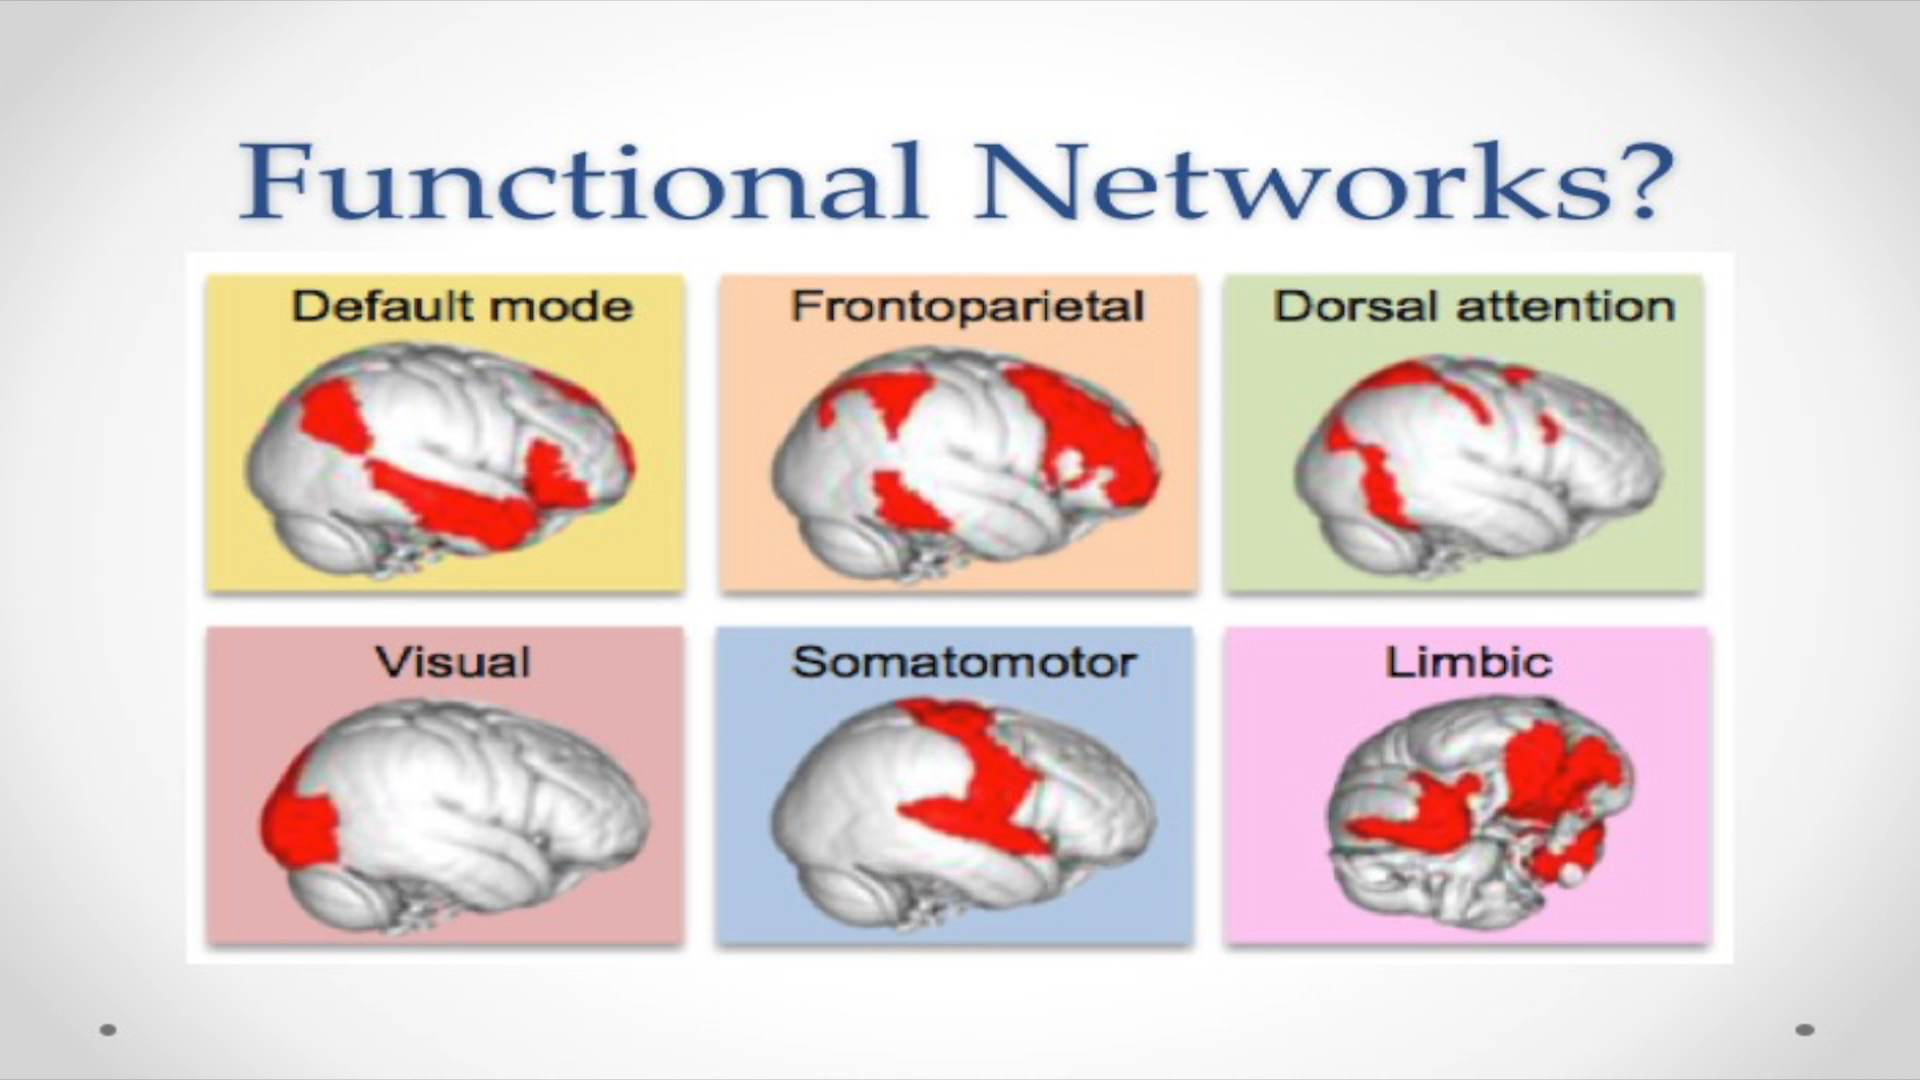 Functional Networks?
Default mode
Frontoparietal
Dorsal attention
Visual
Somatomotor
Limbic